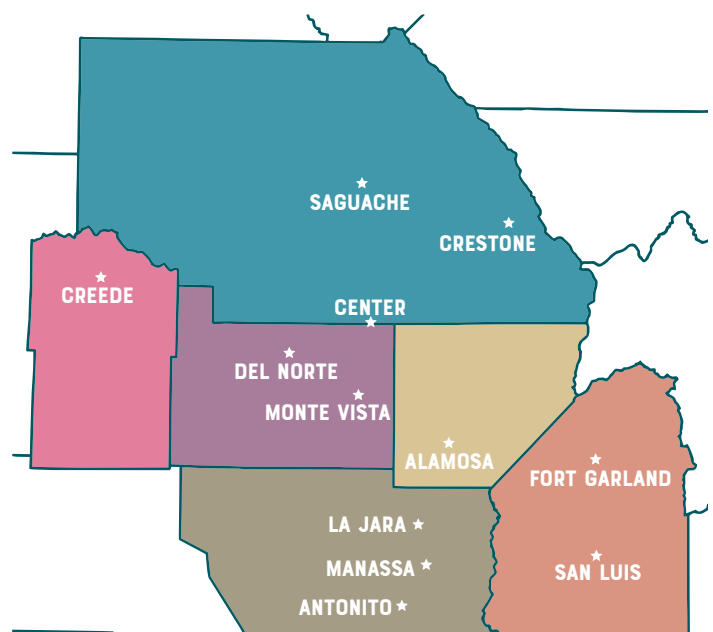 SAGUACHE
CRESTONE
CREEDE
CENTER
DEL NORTE
MONTE VISTA
ALAMOSA
FORT GARLAND
LA JARA
MANASSA
SAN LUIS
ANTONITO